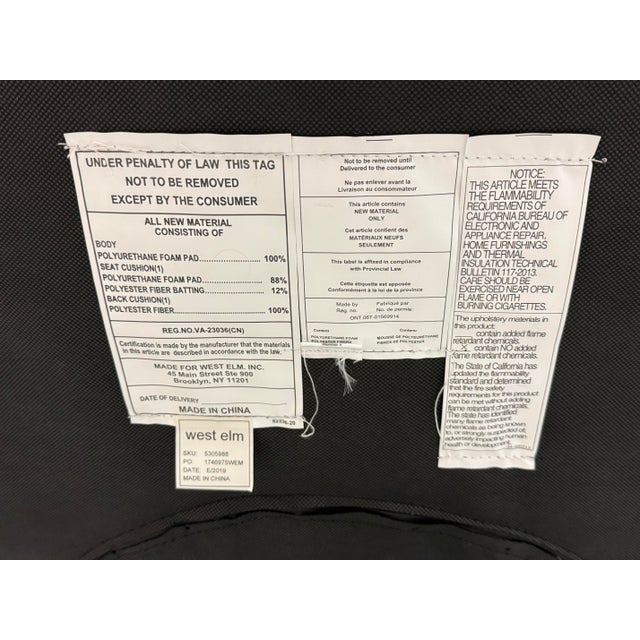 UNDER PENALTY OF LAW THIS TAG
NOT TO BE REMOVED
EXCEPT BY THE CONSUMER
ALL NEW MATERIAL
CONSISTING OF
BODY
POLYURETHANE FOAM PAD..... 100%
SEAT CUSHION(1)
POLYURETHANE FOAM PAD..... 88%
POLYESTER FIBER BATTING..... 12%
BACK CUSHION(1)
POLYESTER FIBER..... 100%
REG.NO.VA-23036(CN)
Certification is made by the manufacturer that the materials
in this article are described in accordance with the law.
MADE FOR WEST ELM. INC.
45 Main Street Ste 900
Brooklyn, NY 11201
DATE OF DELIVERY
MADE IN CHINA
west elm
SKU: 5305988
PO: 174697SWEM
DATE: E/2019
MADE IN CHINA
Not to be removed until
Delivered to the consumer
Ne pas enlever avant la
Livraison au consommateur
This article contains
NEW MATERIAL
ONLY
Cet article contient des
MATÉRIAUX NEUFS
SEULEMENT
This label is affixed in compliance
with Provincial Law
Cette étiquette est apposée
Conformément à loi de la province
Made by Fabriqué par
Reg. no. No. de permis:
Content Contenu
POLYURETHANE FOAM MOUSSE DE POLYURETHANE
POLYESTER FIBRES FIBRES DE POLYESTER
NOTICE:
THIS ARTICLE MEETS
THE FLAMMABILITY
REQUIREMENTS OF
CALIFORNIA BUREAU OF
ELECTRONIC AND
APPLIANCE REPAIR,
HOME FURNISHINGS
AND THERMAL
INSULATION TECHNICAL
BULLETIN 117-2013.
CARE SHOULD BE
EXERCISED NEAR OPEN
FLAME OR WITH
BURNING CIGARETTES.
The upholstery materials in
this product:
contain added flame
retardant chemicals.
X contain NO added
flame retardant chemicals.
The State of California has
updated the flammability
standard and determined
that the fire safety
requirements for this product
can be met without adding
flame retardant chemicals.
The state has identified
many flame retardant
chemicals as being known
to, or strongly suspected of,
adversely impacting human
health or development.